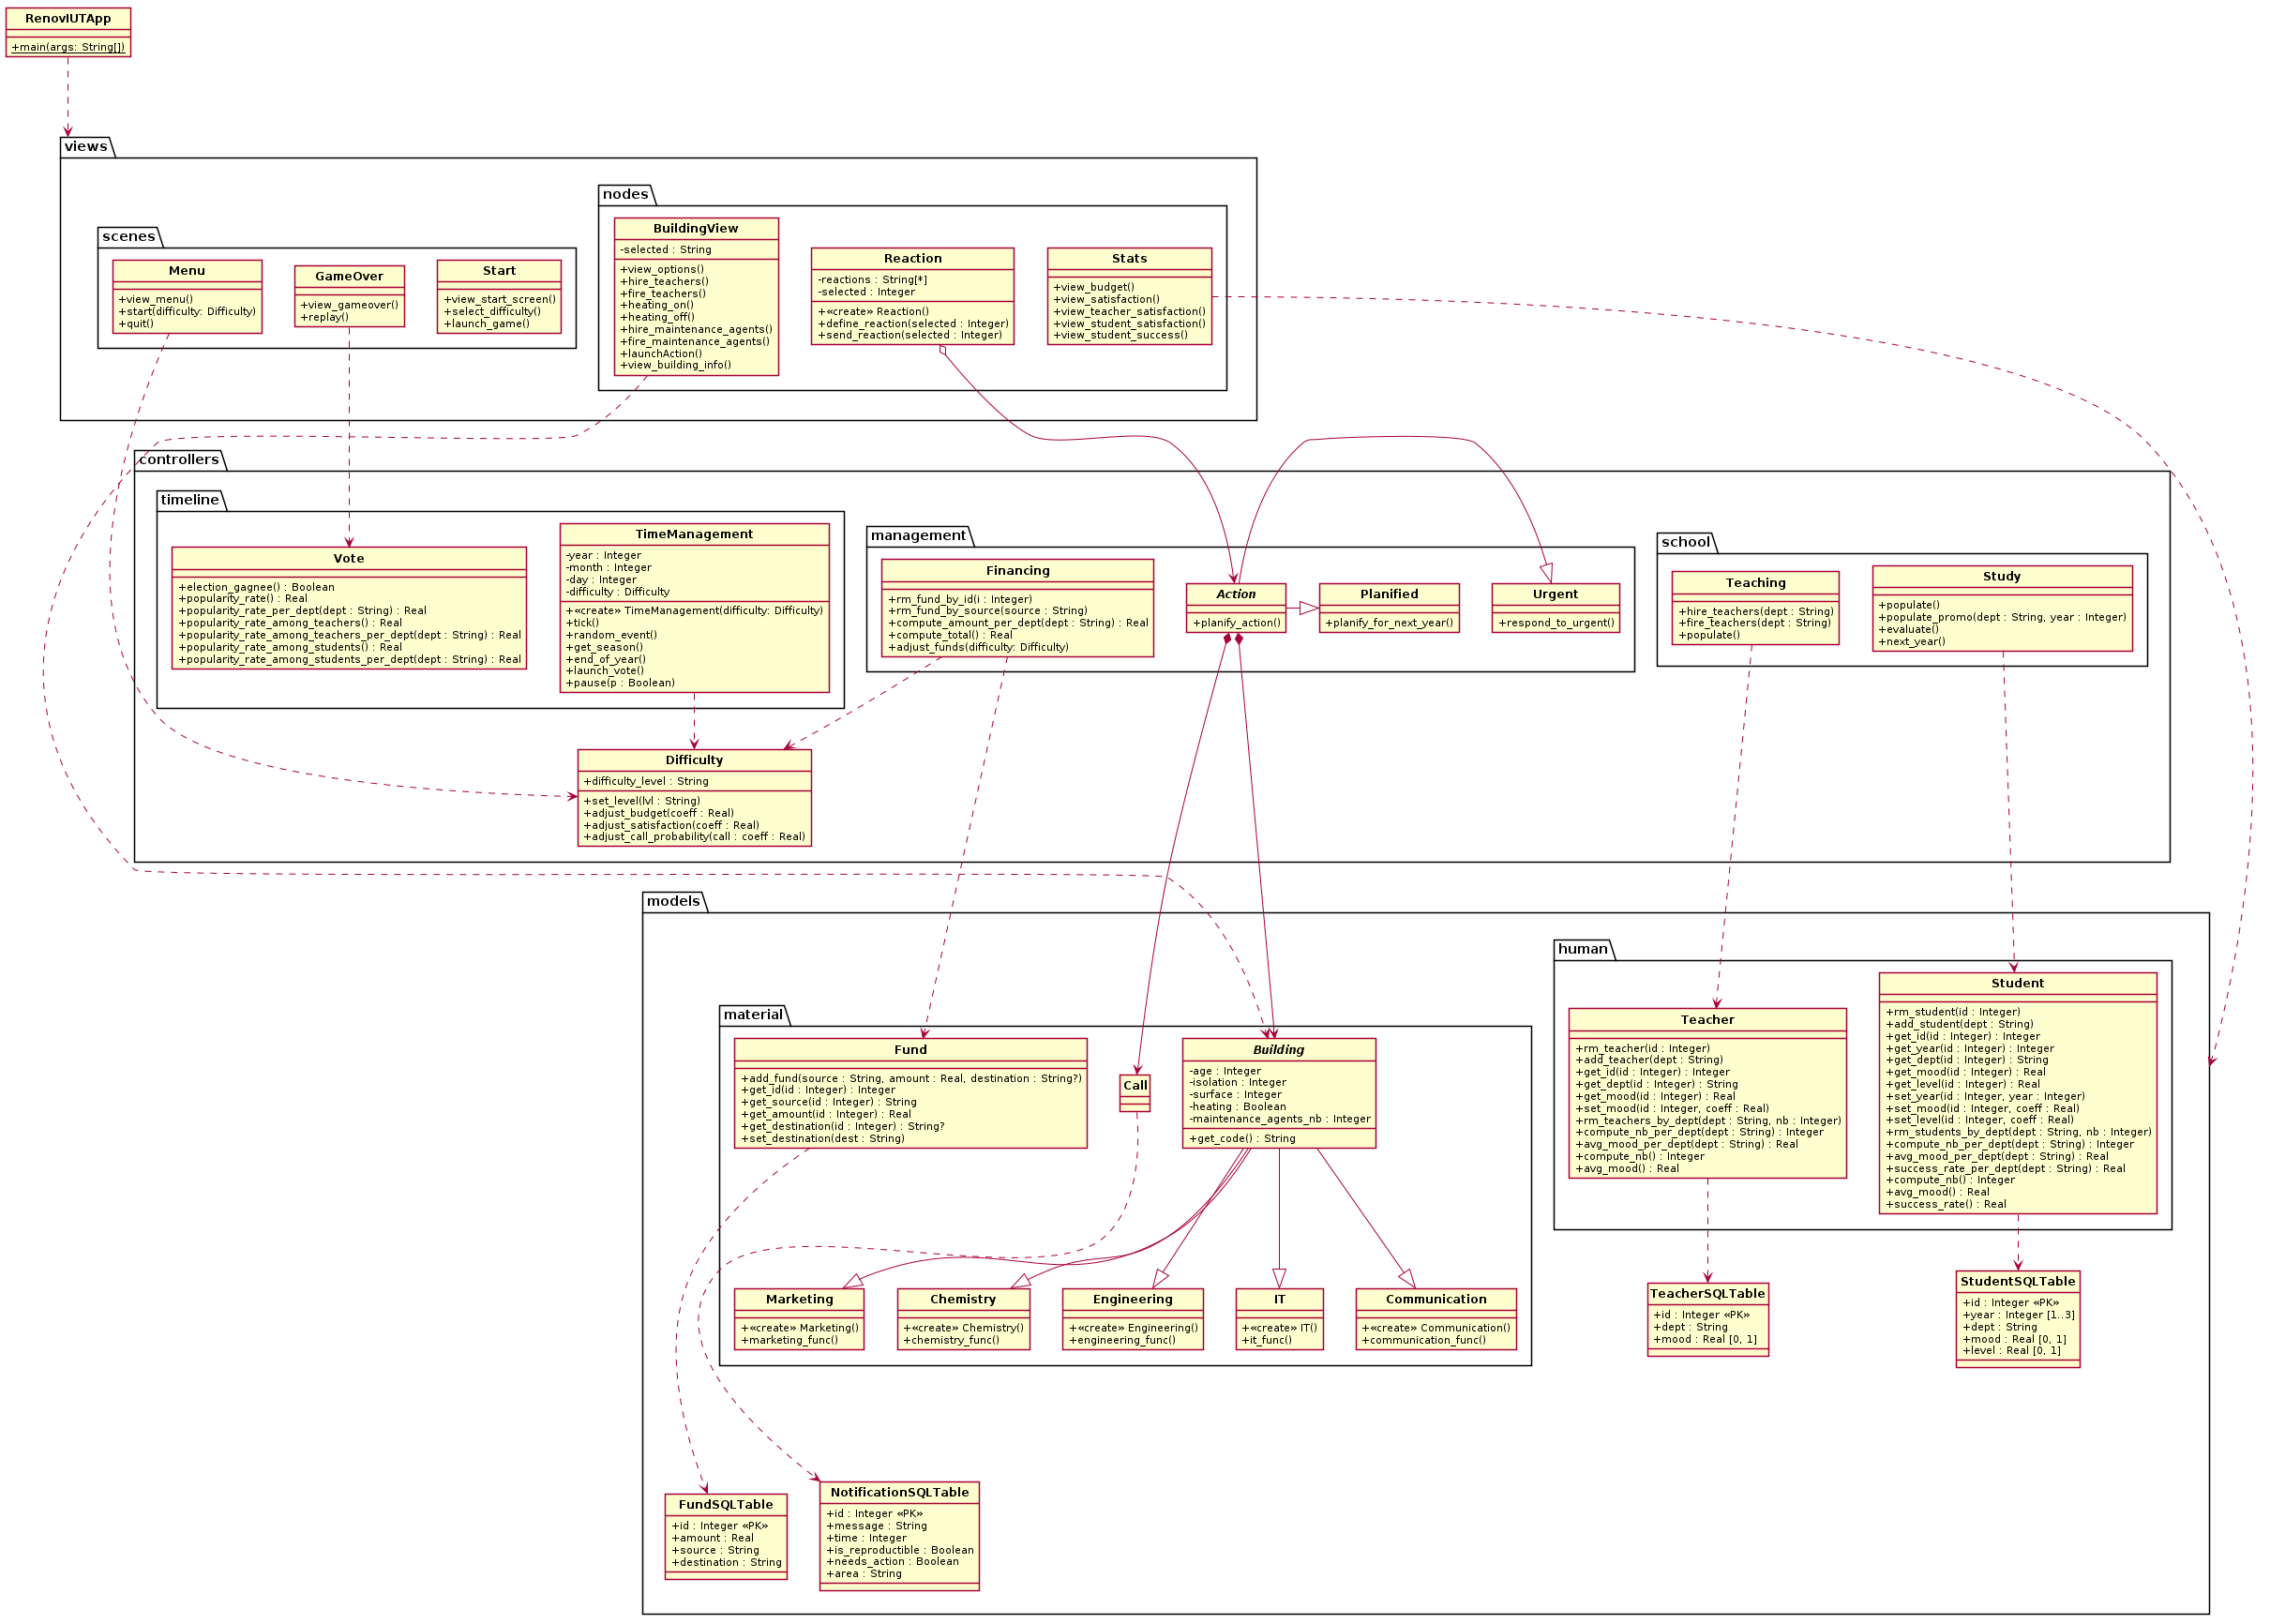 RenovIUTApp
+main(args: String[])
views
nodes
BuildingView
-selected : String
+view_options()
+hire_teachers()
+fire_teachers()
+heating_on()
+heating_off()
+hire_maintenance_agents()
+fire_maintenance_agents()
+launchAction()
+view_building_info()
Reaction
-reactions : String[*]
-selected : Integer
+«create» Reaction()
+define_reaction(selected : Integer)
+send_reaction(selected : Integer)
Stats
+view_budget()
+view_satisfaction()
+view_teacher_satisfaction()
+view_student_satisfaction()
+view_student_success()
scenes
Menu
+view_menu()
+start(difficulty: Difficulty)
+quit()
GameOver
+view_gameover()
+replay()
Start
+view_start_screen()
+select_difficulty()
+launch_game()
controllers
timeline
Vote
+election_gagnee() : Boolean
+popularity_rate() : Real
+popularity_rate_per_dept(dept : String) : Real
+popularity_rate_among_teachers() : Real
+popularity_rate_among_teachers_per_dept(dept : String) : Real
+popularity_rate_among_students() : Real
+popularity_rate_among_students_per_dept(dept : String) : Real
TimeManagement
-year : Integer
-month : Integer
-day : Integer
-difficulty : Difficulty
+«create» TimeManagement(difficulty: Difficulty)
+tick()
+random_event()
+get_season()
+end_of_year()
+launch_vote()
+pause(p : Boolean)
management
Financing
+rm_fund_by_id(i : Integer)
+rm_fund_by_source(source : String)
+compute_amount_per_dept(dept : String) : Real
+compute_total() : Real
+adjust_funds(difficulty: Difficulty)
Action
+planify_action()
Planified
+planify_for_next_year()
Urgent
+respond_to_urgent()
school
Teaching
+hire_teachers(dept : String)
+fire_teachers(dept : String)
+populate()
Study
+populate()
+populate_promo(dept : String, year : Integer)
+evaluate()
+next_year()
Difficulty
+difficulty_level : String
+set_level(lvl : String)
+adjust_budget(coeff : Real)
+adjust_satisfaction(coeff : Real)
+adjust_call_probability(call : coeff : Real)
models
material
Fund
+add_fund(source : String, amount : Real, destination : String?)
+get_id(id : Integer) : Integer
+get_source(id : Integer) : String
+get_amount(id : Integer) : Real
+get_destination(id : Integer) : String?
+set_destination(dest : String)
Call
Building
-age : Integer
-isolation : Integer
-surface : Integer
-heating : Boolean
-maintenance_agents_nb : Integer
+get_code() : String
human
Teacher
+rm_teacher(id : Integer)
+add_teacher(dept : String)
+get_id(id : Integer) : Integer
+get_dept(id : Integer) : String
+get_mood(id : Integer) : Real
+set_mood(id : Integer, coeff : Real)
+rm_teachers_by_dept(dept : String, nb : Integer)
+compute_nb_per_dept(dept : String) : Integer
+avg_mood_per_dept(dept : String) : Real
+compute_nb() : Integer
+avg_mood() : Real
Student
+rm_student(id : Integer)
+add_student(dept : String)
+get_id(id : Integer) : Integer
+get_year(id : Integer) : Integer
+get_dept(id : Integer) : String
+get_mood(id : Integer) : Real
+get_level(id : Integer) : Real
+set_year(id : Integer, year : Integer)
+set_mood(id : Integer, coeff : Real)
+set_level(id : Integer, coeff : Real)
+rm_students_by_dept(dept : String, nb : Integer)
+compute_nb_per_dept(dept : String) : Integer
+avg_mood_per_dept(dept : String) : Real
+success_rate_per_dept(dept : String) : Real
+compute_nb() : Integer
+avg_mood() : Real
+success_rate() : Real
Marketing
+«create» Marketing()
+marketing_func()
Chemistry
+«create» Chemistry()
+chemistry_func()
Engineering
+«create» Engineering()
+engineering_func()
IT
+«create» IT()
+it_func()
Communication
+«create» Communication()
+communication_func()
TeacherSQLTable
+id : Integer «PK»
+dept : String
+mood : Real [0, 1]
StudentSQLTable
+id : Integer «PK»
+year : Integer [1..3]
+dept : String
+mood : Real [0, 1]
+level : Real [0, 1]
FundSQLTable
+id : Integer «PK»
+amount : Real
+source : String
+destination : String
NotificationSQLTable
+id : Integer «PK»
+message : String
+time : Integer
+is_reproductible : Boolean
+needs_action : Boolean
+area : String